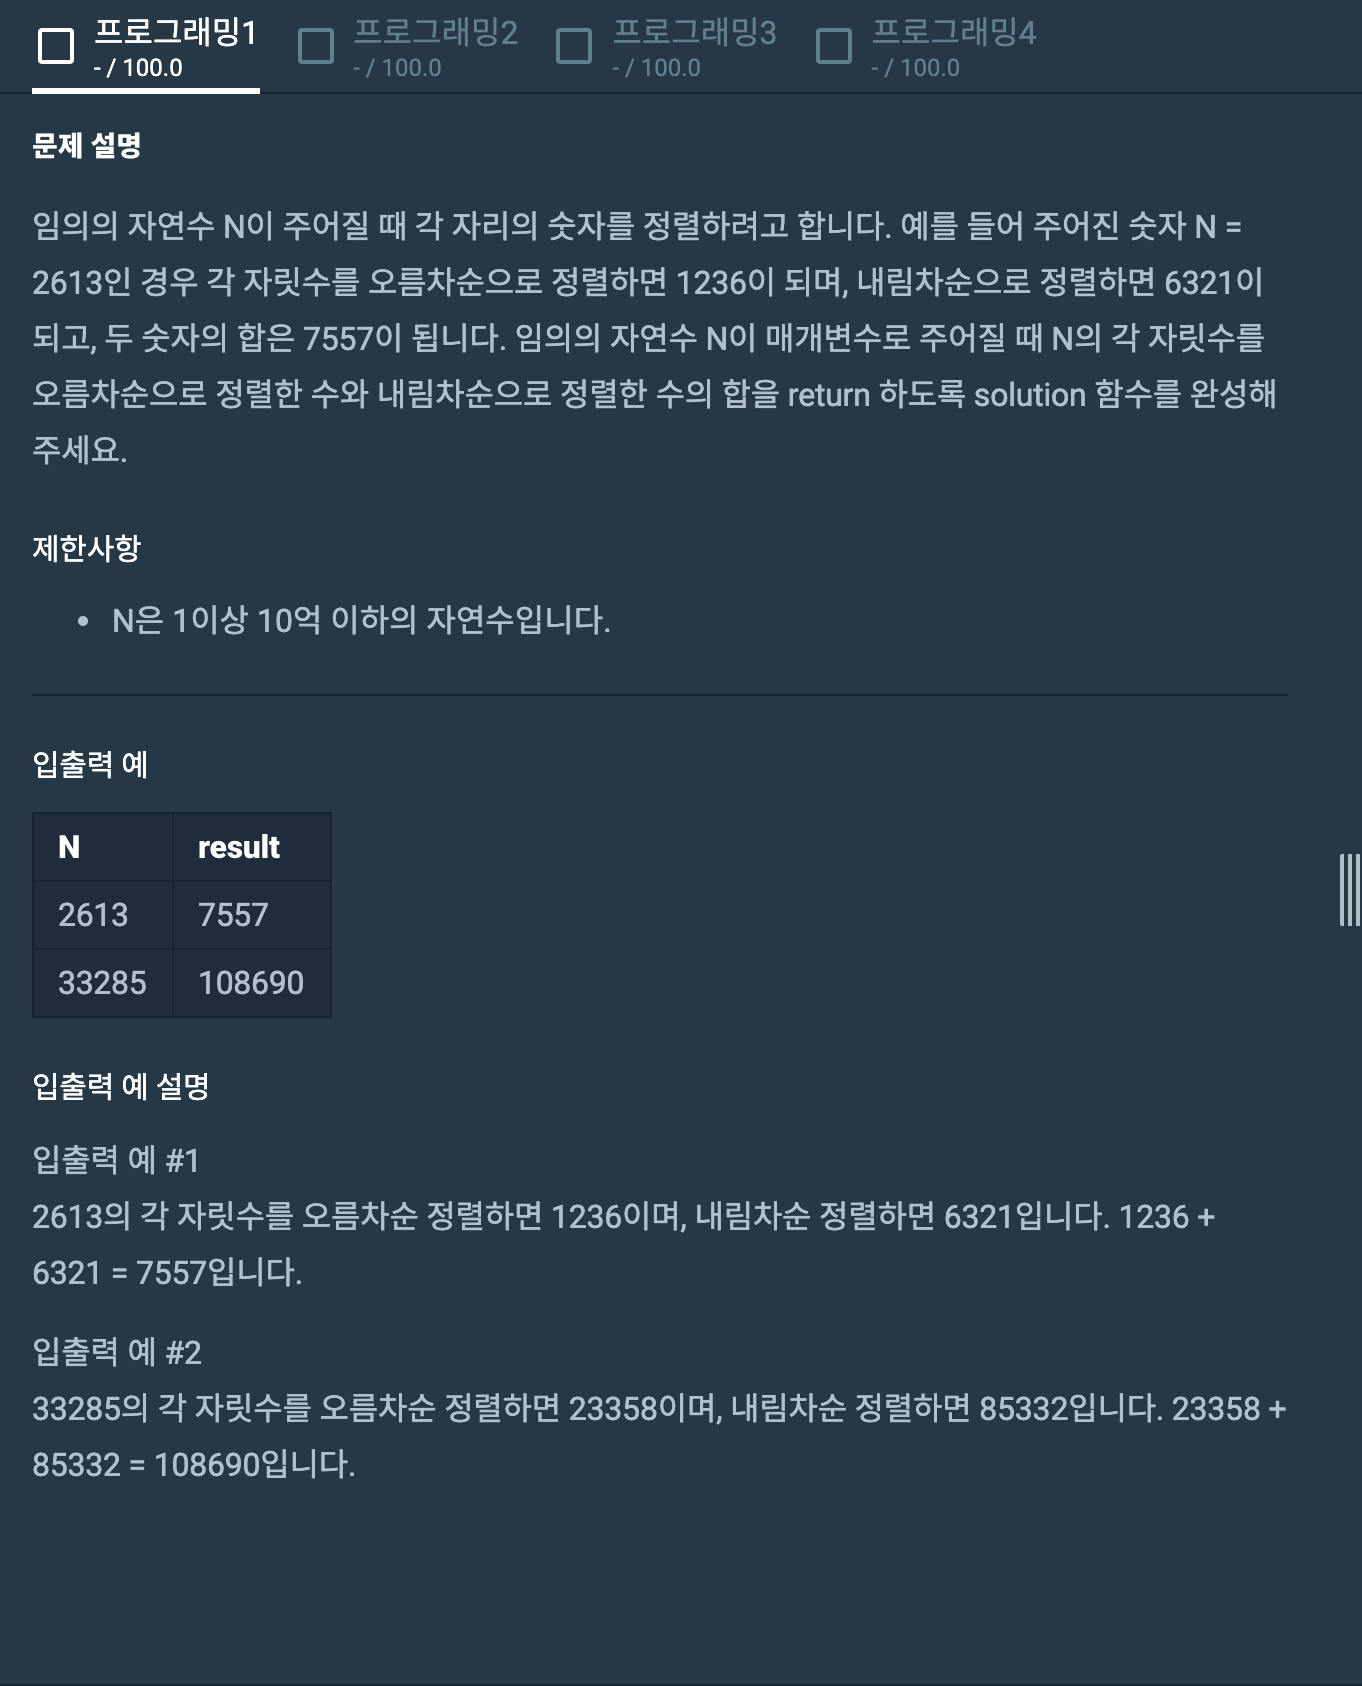 프로그래밍1 프로그래밍2 프로그래밍3 프로그래밍4
- / 100.0 - / 100.0 - / 100.0 - / 100.0
문제 설명
임의의 자연수 N이 주어질 때 각 자리의 숫자를 정렬하려고 합니다. 예를 들어 주어진 숫자 N =
2613인 경우 각 자릿수를 오름차순으로 정렬하면 1236이 되며, 내림차순으로 정렬하면 6321이
되고, 두 숫자의 합은 7557이 됩니다. 임의의 자연수 N이 매개변수로 주어질 때 N의 각 자릿수를
오름차순으로 정렬한 수와 내림차순으로 정렬한 수의 합을 return 하도록 solution 함수를 완성해
주세요.
제한사항
• N은 1이상 10억 이하의 자연수입니다.
입출력 예
N result
2613 7557
33285 108690
입출력 예 설명
입출력 예 #1
2613의 각 자릿수를 오름차순 정렬하면 1236이며, 내림차순 정렬하면 6321입니다. 1236 +
6321 = 7557입니다.
입출력 예 #2
33285의 각 자릿수를 오름차순 정렬하면 23358이며, 내림차순 정렬하면 85332입니다. 23358 +
85332 = 108690입니다.